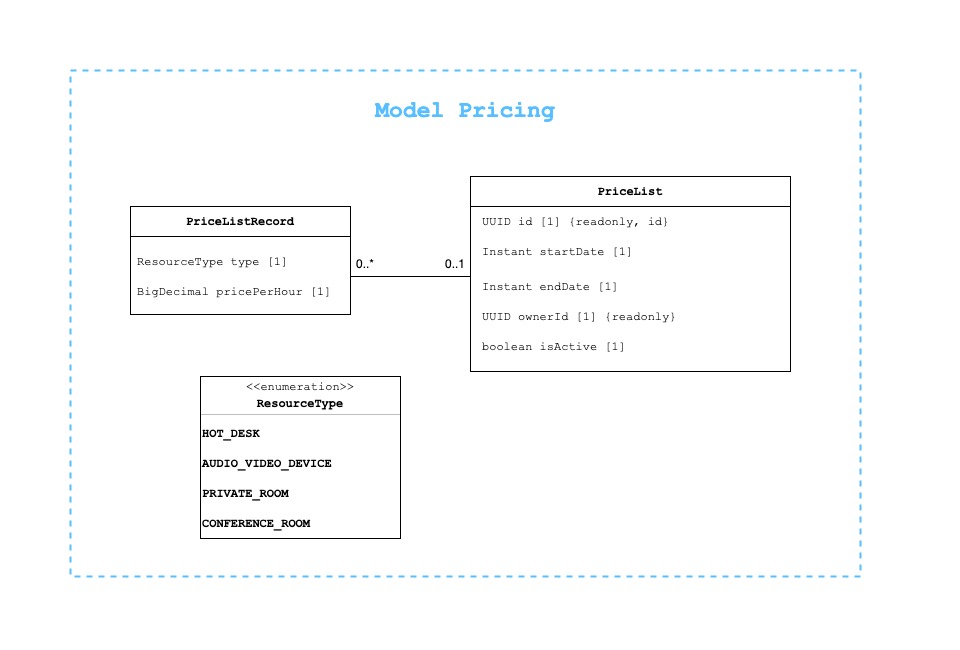 Model Pricing
PriceListRecord
ResourceType type [1]
BigDecimal pricePerHour [1]
0..*
0..1
PriceList
UUID id [1] {readonly, id}
Instant startDate [1]
Instant endDate [1]
UUID ownerId [1] {readonly}
boolean isActive [1]
<<enumeration>>
ResourceType
HOT_DESK
AUDIO_VIDEO_DEVICE
PRIVATE_ROOM
CONFERENCE_ROOM